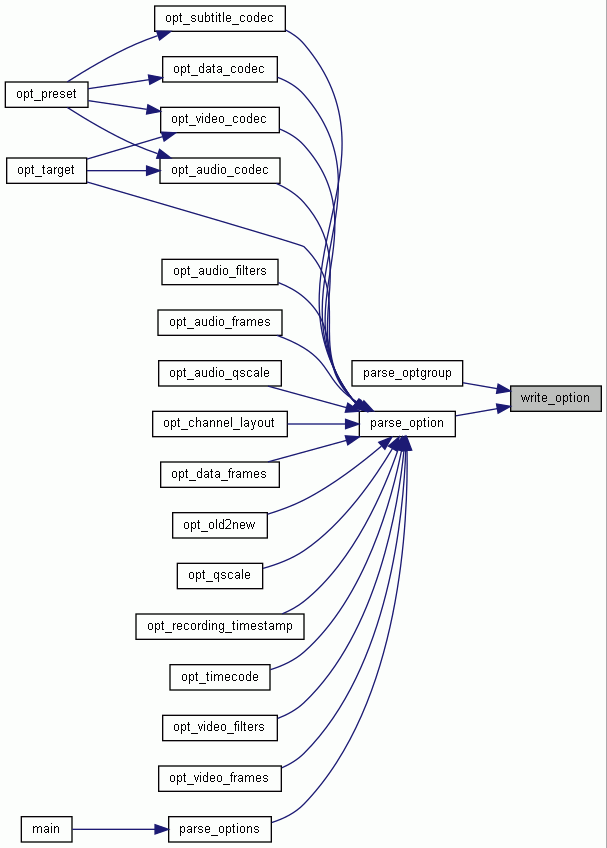 opt_subtitle_codec
opt_data_codec
opt_preset
opt_video_codec
opt_target
opt_audio_codec
opt_audio_filters
opt_audio_frames
opt_audio_qscale
parse_optgroup
write_option
opt_channel_layout
parse_option
opt_data_frames
opt_old2new
opt_qscale
opt_recording_timestamp
opt_timecode
opt_video_filters
opt_video_frames
main
parse_options